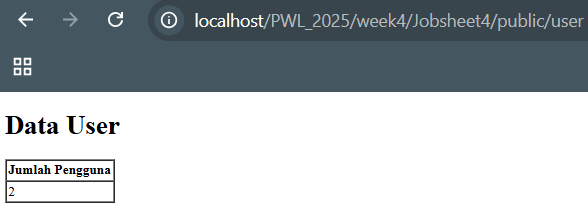 localhost/PWL_2025/week4/Jobsheet4/public/user
Data User
Jumlah Pengguna
2